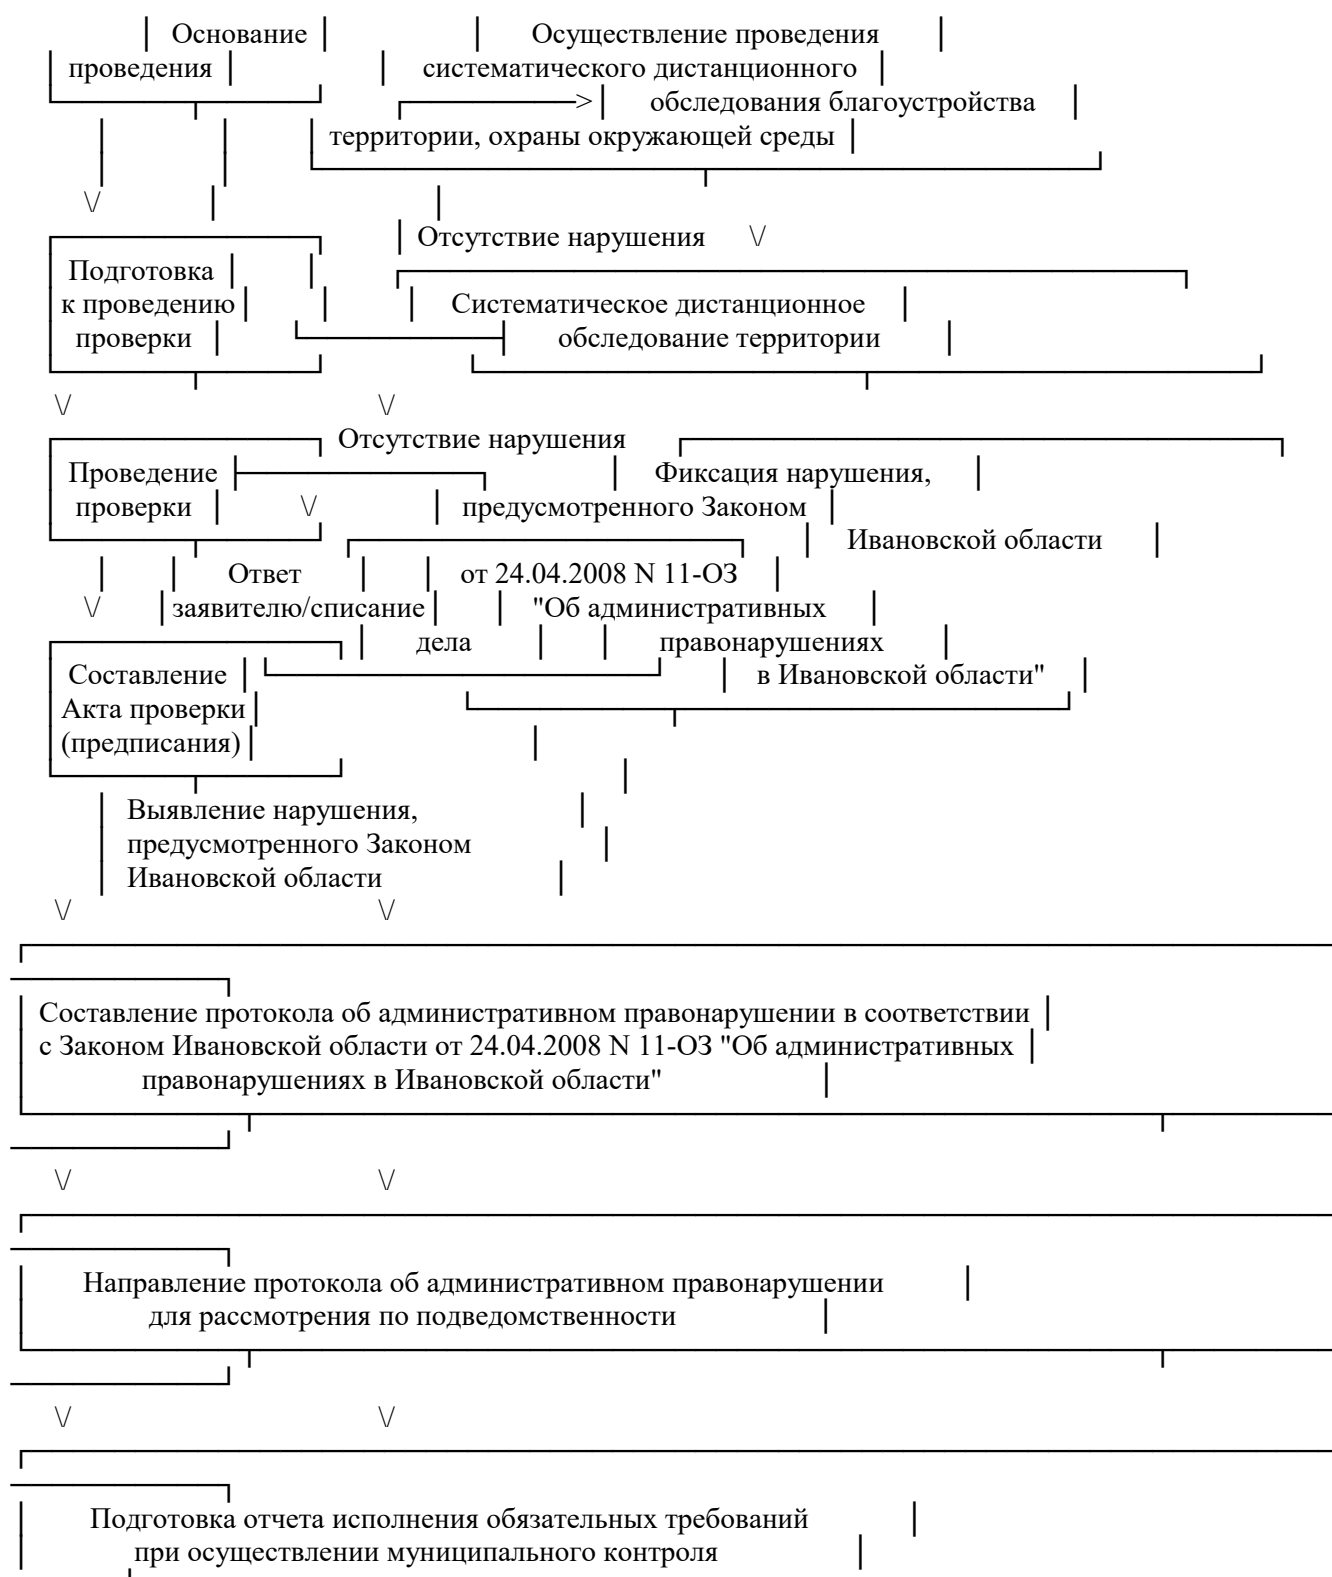 Основание Осуществление проведения
проведения систематического дистанционного
> обследования благоустройства
территории, охраны окружающей среды
\/
Отсутствие нарушения \/
Подготовка
к проведению Систематическое дистанционное
проверки обследование территории
\/ \/
Отсутствие нарушения
Проведение Фиксация нарушения,
проверки \/ предусмотренного Законом
Ивановской области
Ответ от 24.04.2008 N 11-ОЗ
\/ заявителю/списание "Об административных
дела правонарушениях
Составление в Ивановской области"
Акта проверки
(предписания)
Выявление нарушения,
предусмотренного Законом
Ивановской области
\/ \/
Составление протокола об административном правонарушении в соответствии
с Законом Ивановской области от 24.04.2008 N 11-ОЗ "Об административных
правонарушениях в Ивановской области"
\/ \/
Направление протокола об административном правонарушении
для рассмотрения по подведомственности
\/ \/
Подготовка отчета исполнения обязательных требований
при осуществлении муниципального контроля